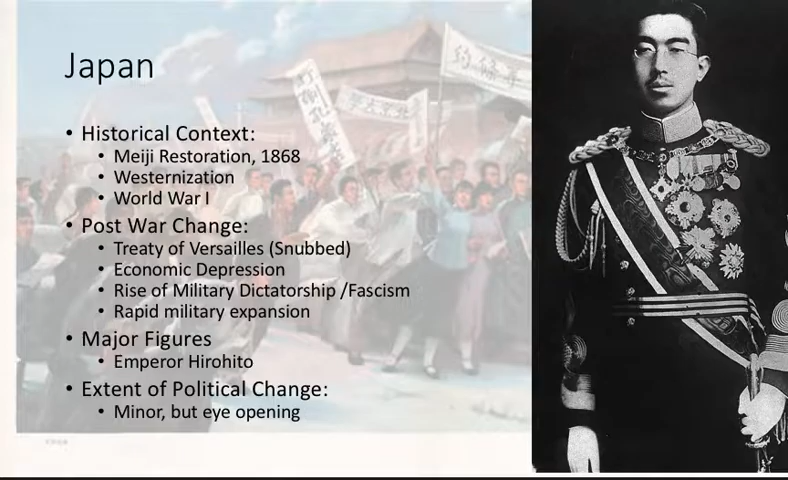 Japan
• Historical Context:
• Meiji Restoration, 1868
• Westernization
• World War I
• Post War Change:
• Treaty of Versailles (Snubbed)
• Economic Depression
• Rise of Military Dictatorship /Fascism
• Rapid military expansion
• Major Figures
• Emperor Hirohito
• Extent of Political Change:
• Minor, but eye opening